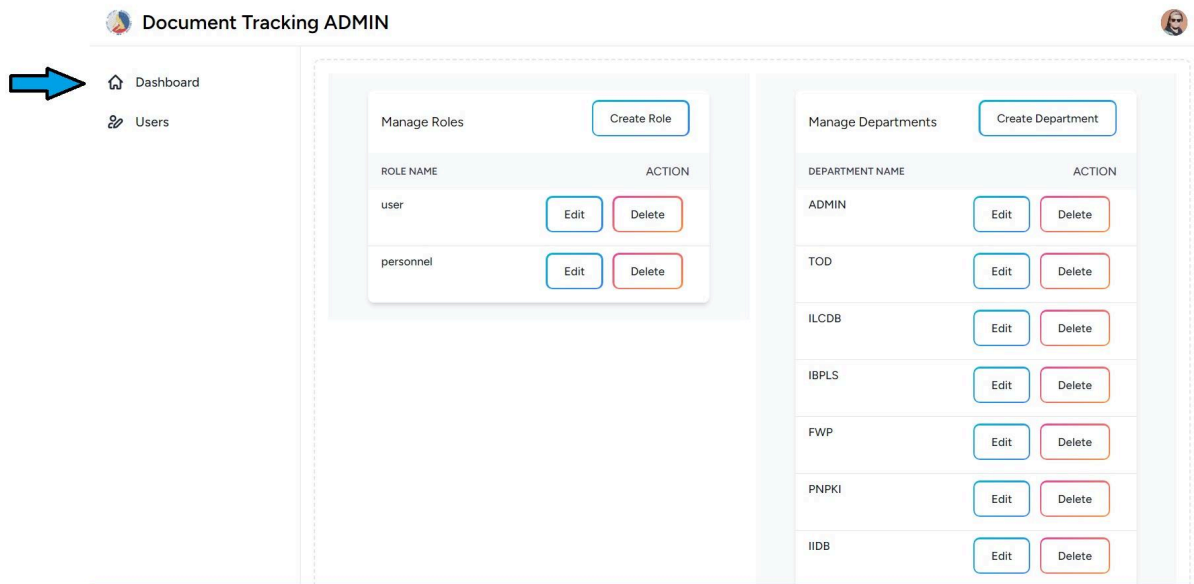 Document Tracking ADMIN
Dashboard
Users
Manage Roles
Create Role
ROLE NAME ACTION
user Edit Delete
personnel Edit Delete
Manage Departments
Create Department
DEPARTMENT NAME ACTION
ADMIN Edit Delete
TOD Edit Delete
ILCDB Edit Delete
IBPLS Edit Delete
FWP Edit Delete
PNPKI Edit Delete
IIDB Edit Delete